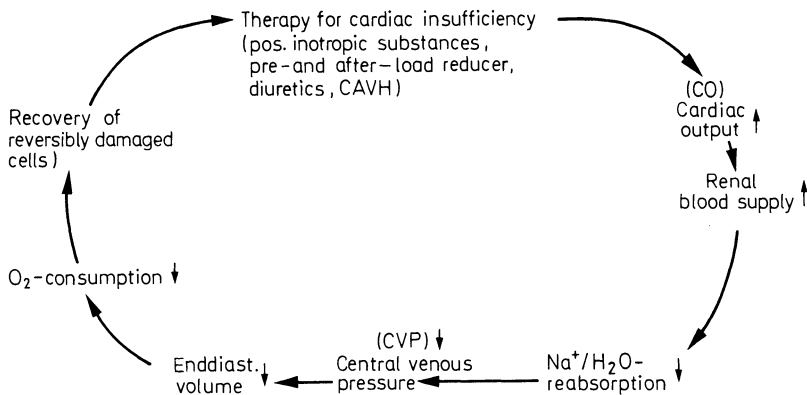 Therapy for cardiac insufficiency
(pos. inotropic substances,
pre-and after-load reducer,
diuretics, CAVH)
(CO)
Cardiac
output ↑
Renal
blood supply ↑
Na⁺/H₂O-
reabsorption ↓
(CVP) ↓
Central venous
pressure
Enddiast.
volume ↓
O₂-consumption ↓
Recovery of
reversibly damaged
cells)